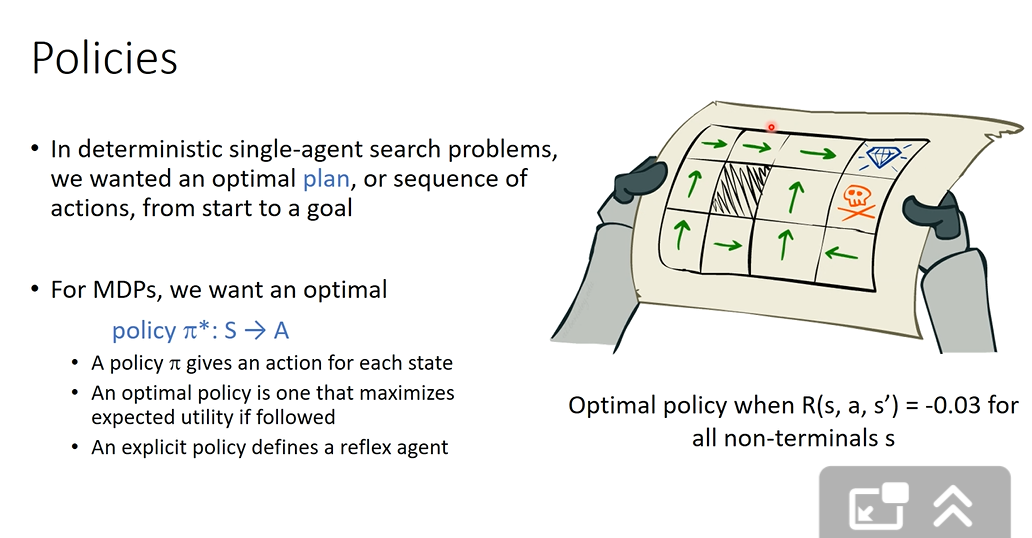 Policies
• In deterministic single-agent search problems,
we wanted an optimal plan, or sequence of
actions, from start to a goal
• For MDPs, we want an optimal
policy π*: S → A
• A policy π gives an action for each state
• An optimal policy is one that maximizes
expected utility if followed
• An explicit policy defines a reflex agent
Optimal policy when R(s, a, s’) = -0.03 for
all non-terminals s